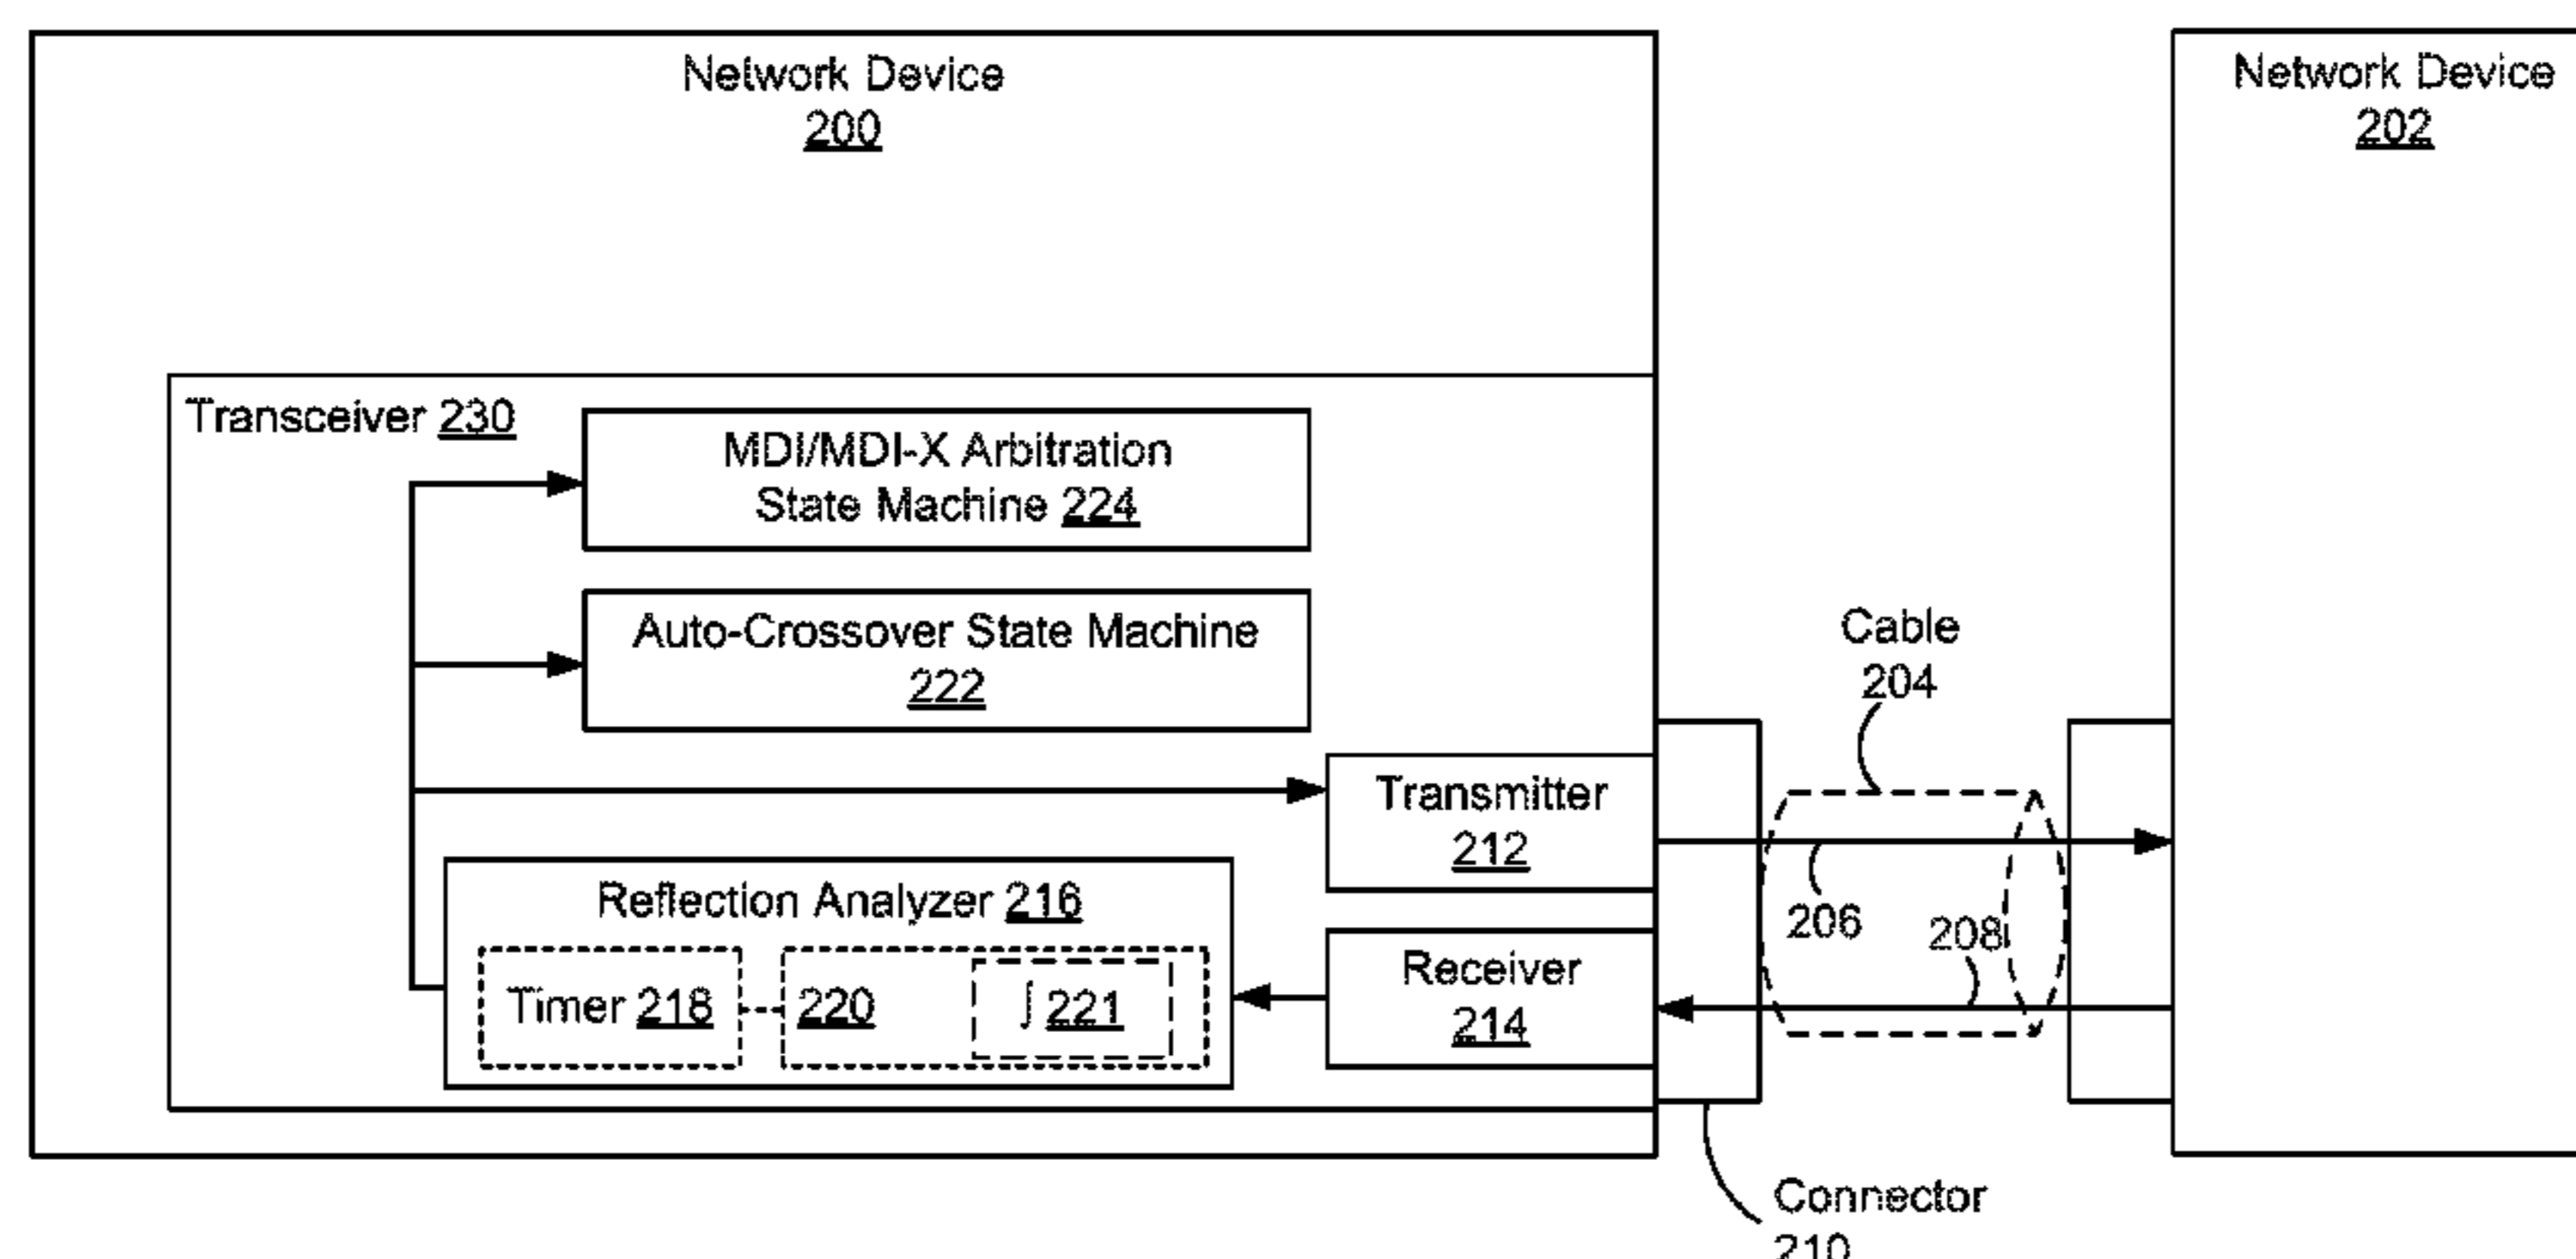 Network Device
200
Network Device
202
Transceiver 230
MDI/MDI-X Arbitration
State Machine 224
Auto-Crossover State Machine
222
Cable
204
Transmitter
212
206
208
Reflection Analyzer 216
Timer 218
220
∫ 221
Receiver
214
Connector
210